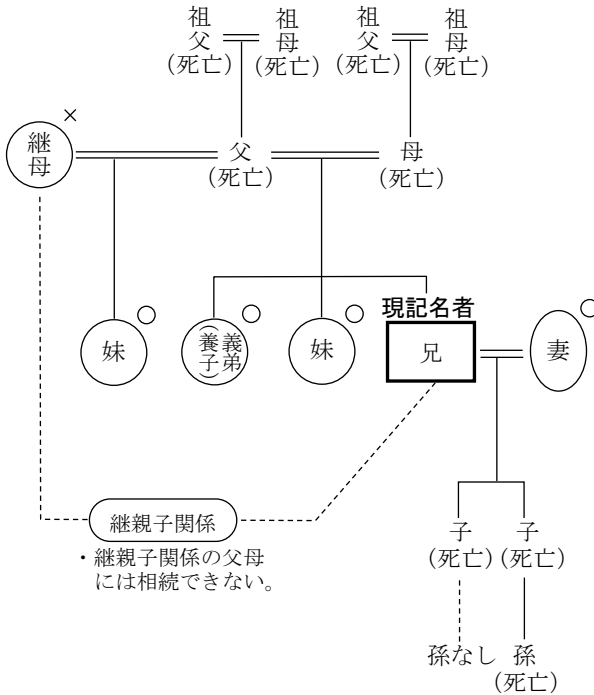 祖父
(死亡)
祖母
(死亡)
祖父
(死亡)
祖母
(死亡)
×
継母
父
(死亡)
母
(死亡)
現記名者
妹
義弟
(養子)
妹
兄
妻
継親子関係
・継親子関係の父母
には相続できない。
子
(死亡)
子
(死亡)
孫なし
孫
(死亡)